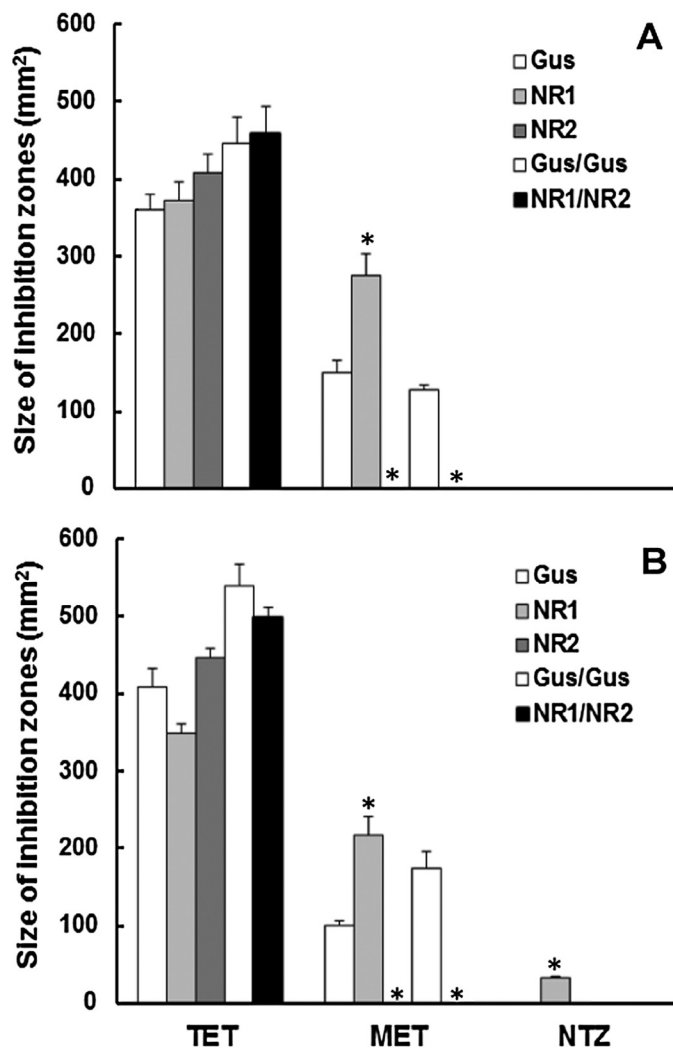 A
Size of inhibition zones (mm²)
600
500
400
300
200
100
0
Gus
NR1
NR2
Gus/Gus
NR1/NR2
*
*
*
B
Size of inhibition zones (mm²)
600
500
400
300
200
100
0
Gus
NR1
NR2
Gus/Gus
NR1/NR2
*
*
*
*
TET MET NTZ